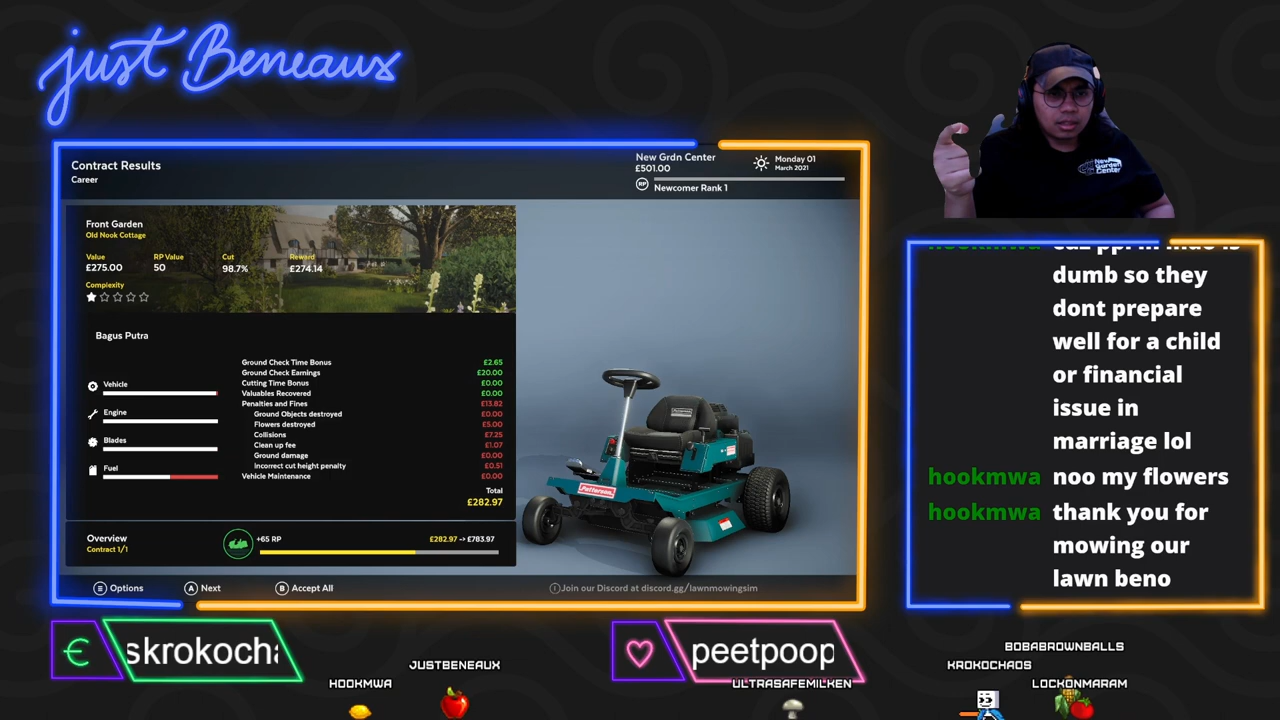 just Beneaux
Contract Results
Career
New Grdn Center
£501.00
RP
Newcomer Rank 1
Monday 01
March 2021
Front Garden
Old Nook Cottage
Value RP Value Cut Reward
£275.00 50 98.7% £274.14
Complexity
Bagus Putra
Vehicle
Engine
Blades
Fuel
Ground Check Time Bonus £2.65
Ground Check Earnings £20.00
Cutting Time Bonus £0.00
Valuables Recovered £0.00
Penalties and Fines £13.82
Ground Objects destroyed £0.00
Flowers destroyed £5.00
Collisions £7.25
Clean up fee £1.07
Ground damage £0.00
Incorrect cut height penalty £0.51
Vehicle Maintenance £0.00
Total
£282.97
Overview
Contract 1/1
+65 RP
£282.97 -> £783.97
Options
A Next
B Accept All
Join our Discord at discord.gg/lawnmowingsim
Patterson
New
Garden
Center
dumb so they
dont prepare
well for a child
or financial
issue in
marriage lol
hookmwa noo my flowers
hookmwa thank you for
mowing our
lawn beno
€ skrokocha
peetpoop
HOOKMWA
JUSTBENEAUX
ULTRASAFEMILKEN
BOBABROWNBALLS
KROKOCHAOS
LOCKONMARAM